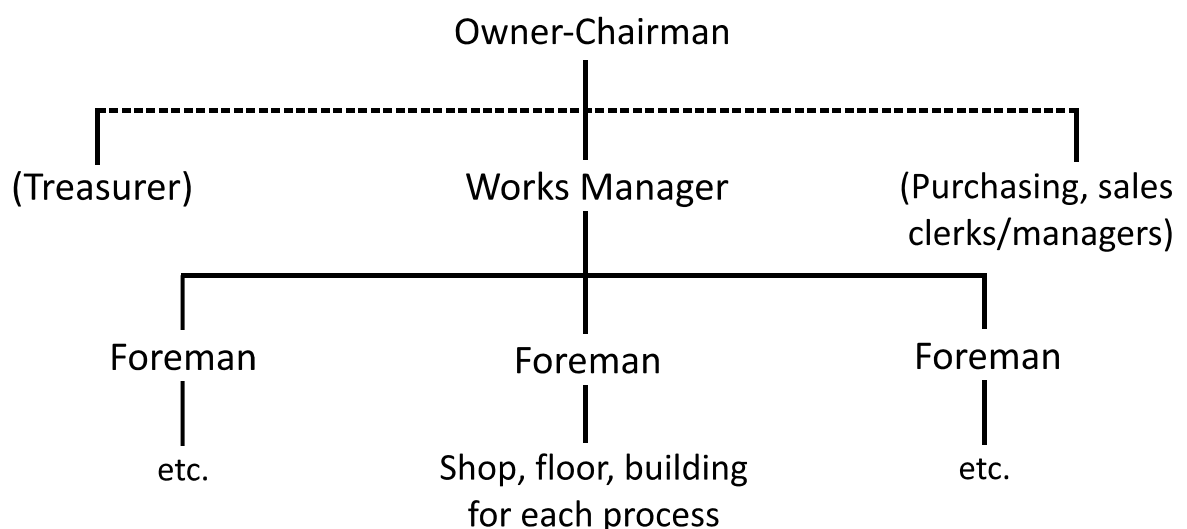 Owner-Chairman
(Treasurer)
Works Manager
(Purchasing, sales
clerks/managers)
Foreman
Foreman
Foreman
etc.
Shop, floor, building
for each process
etc.